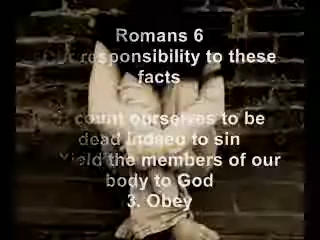 Romans 6
Our responsibility to these
facts
count ourselves to be
dead indeed to sin
Yield the members of our
body to God
3. Obey